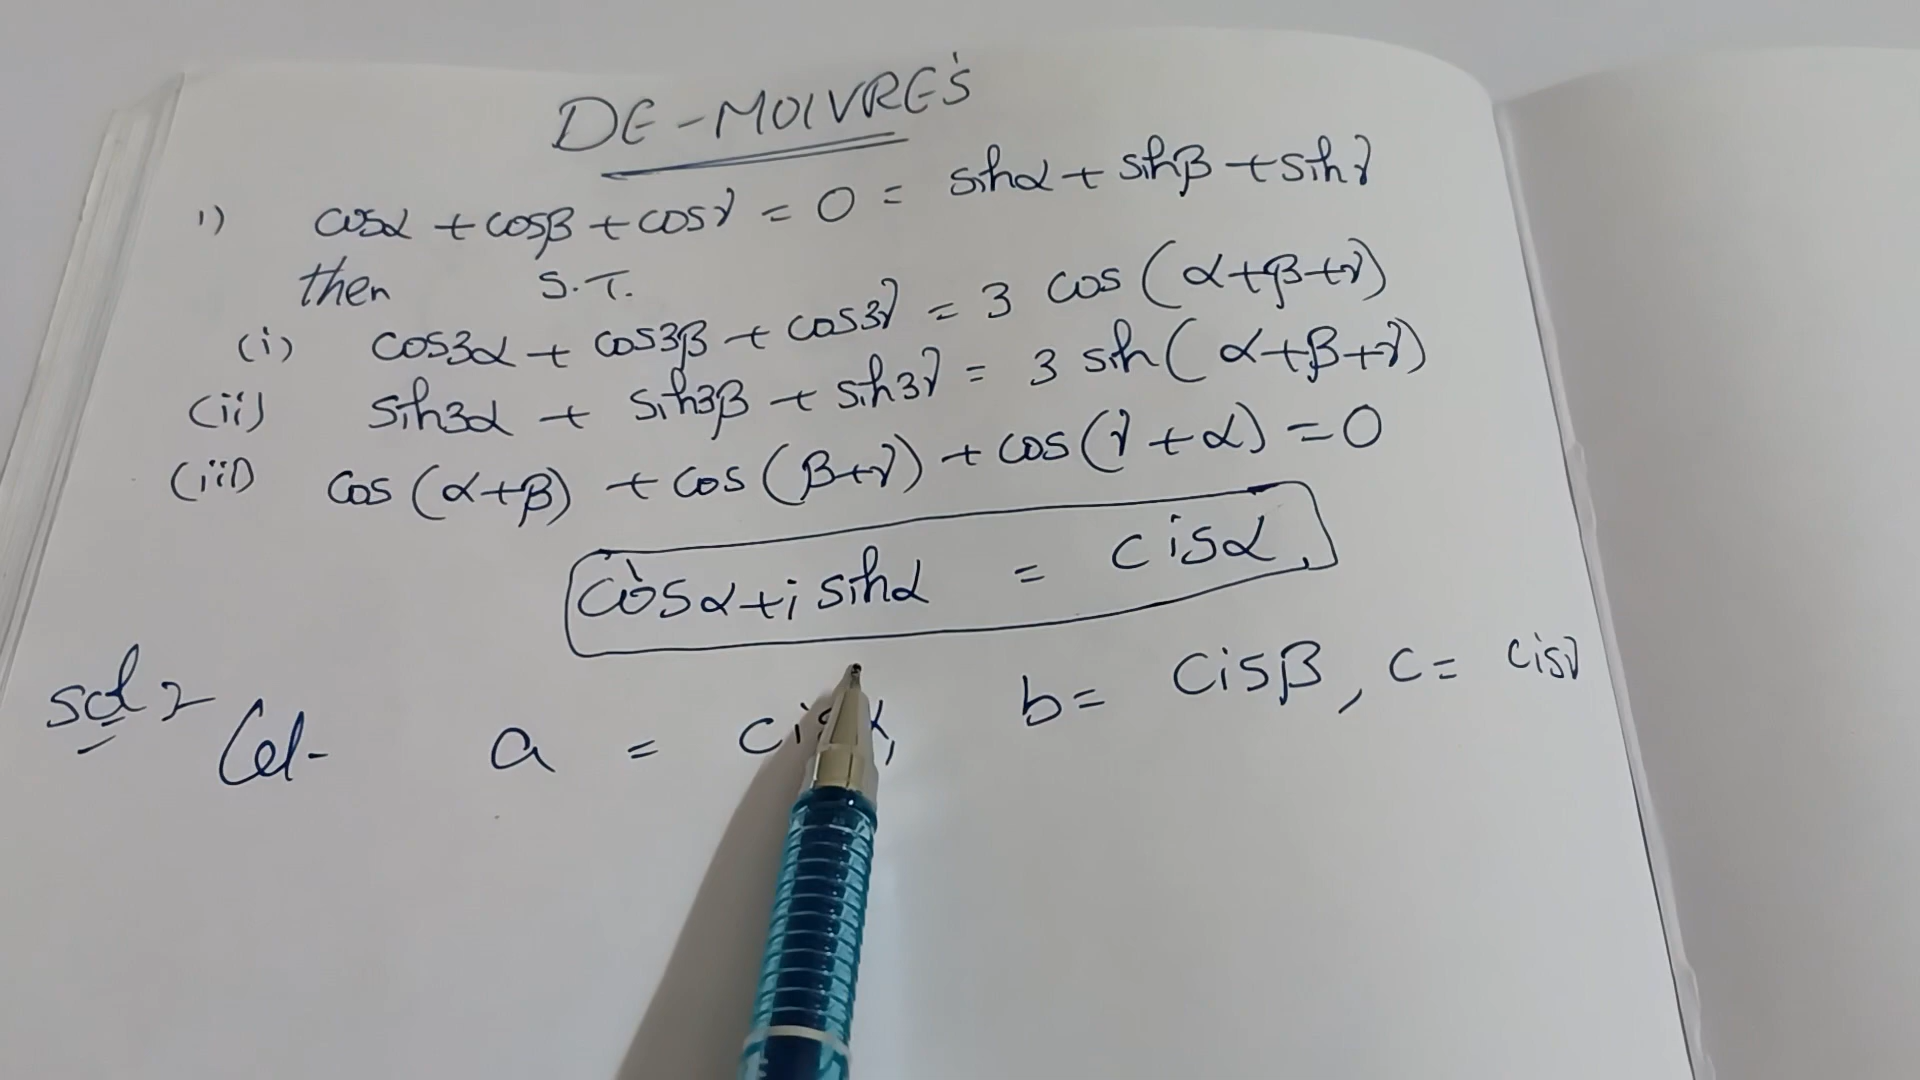 DE-MOIVRE'S
1) cosα + cosβ + cosγ = 0 = sinα + sinβ + sinγ
then S.T.
(i) cos3α + cos3β + cos3γ = 3 cos (α+β+γ)
(ii) sin3α + sin3β + sin3γ = 3 sin (α+β+γ)
(iii) cos (α+β) + cos (β+γ) + cos (γ+α) = 0
cosα + i sinα = cisα
sol Let a = cisα, b = cisβ, c = cisγ